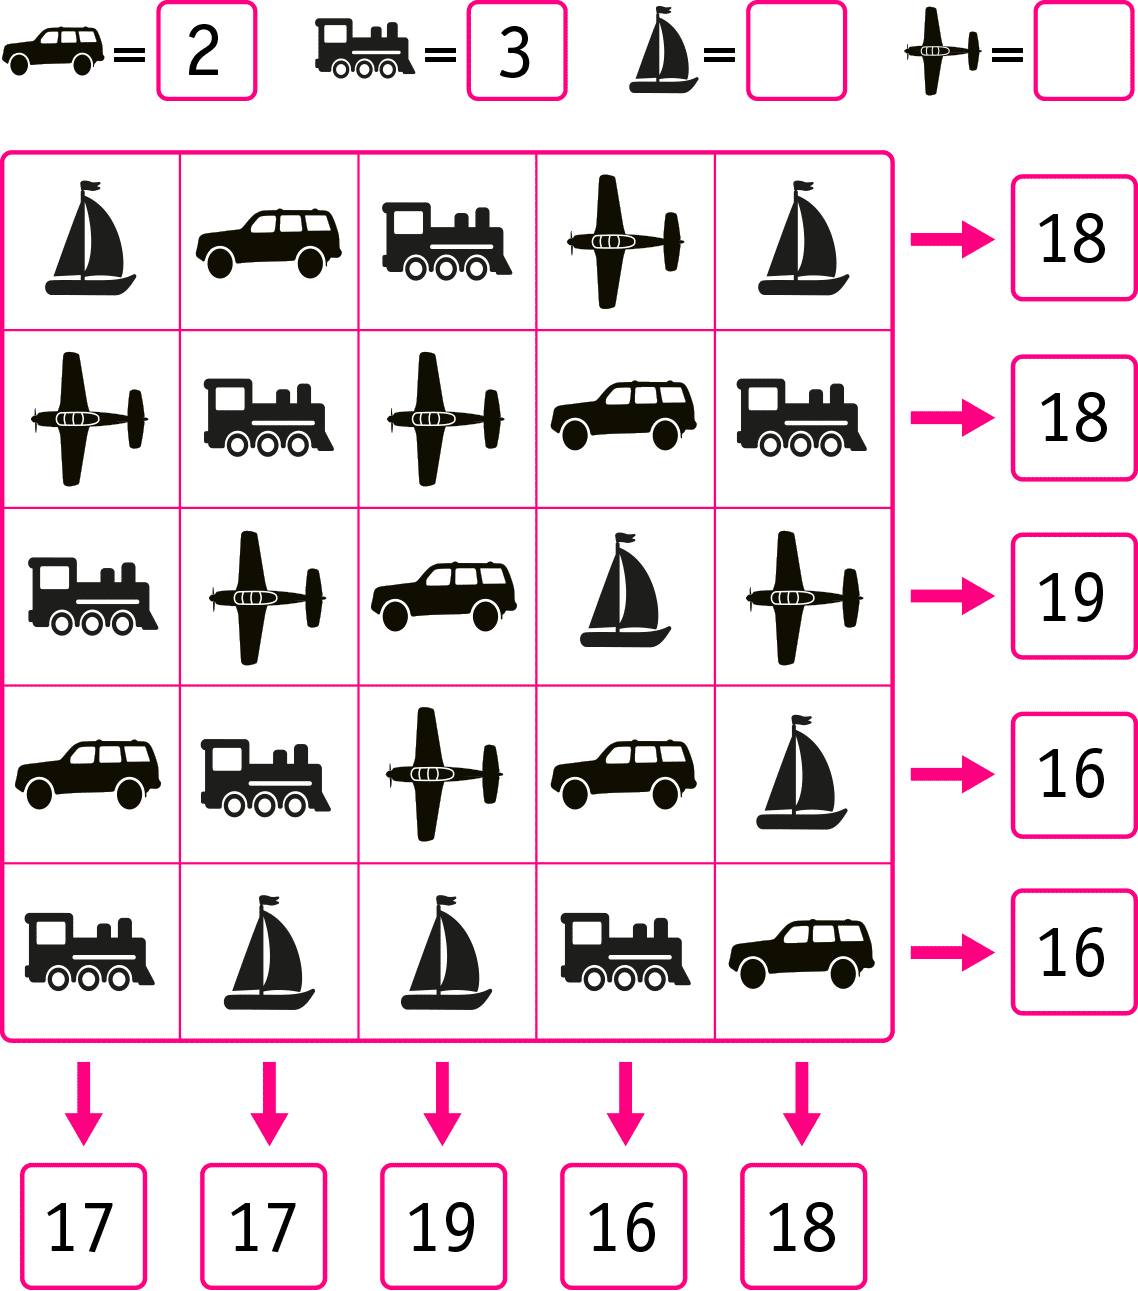 = 2 = 3 = =
18
18
19
16
16
17 17 19 16 18